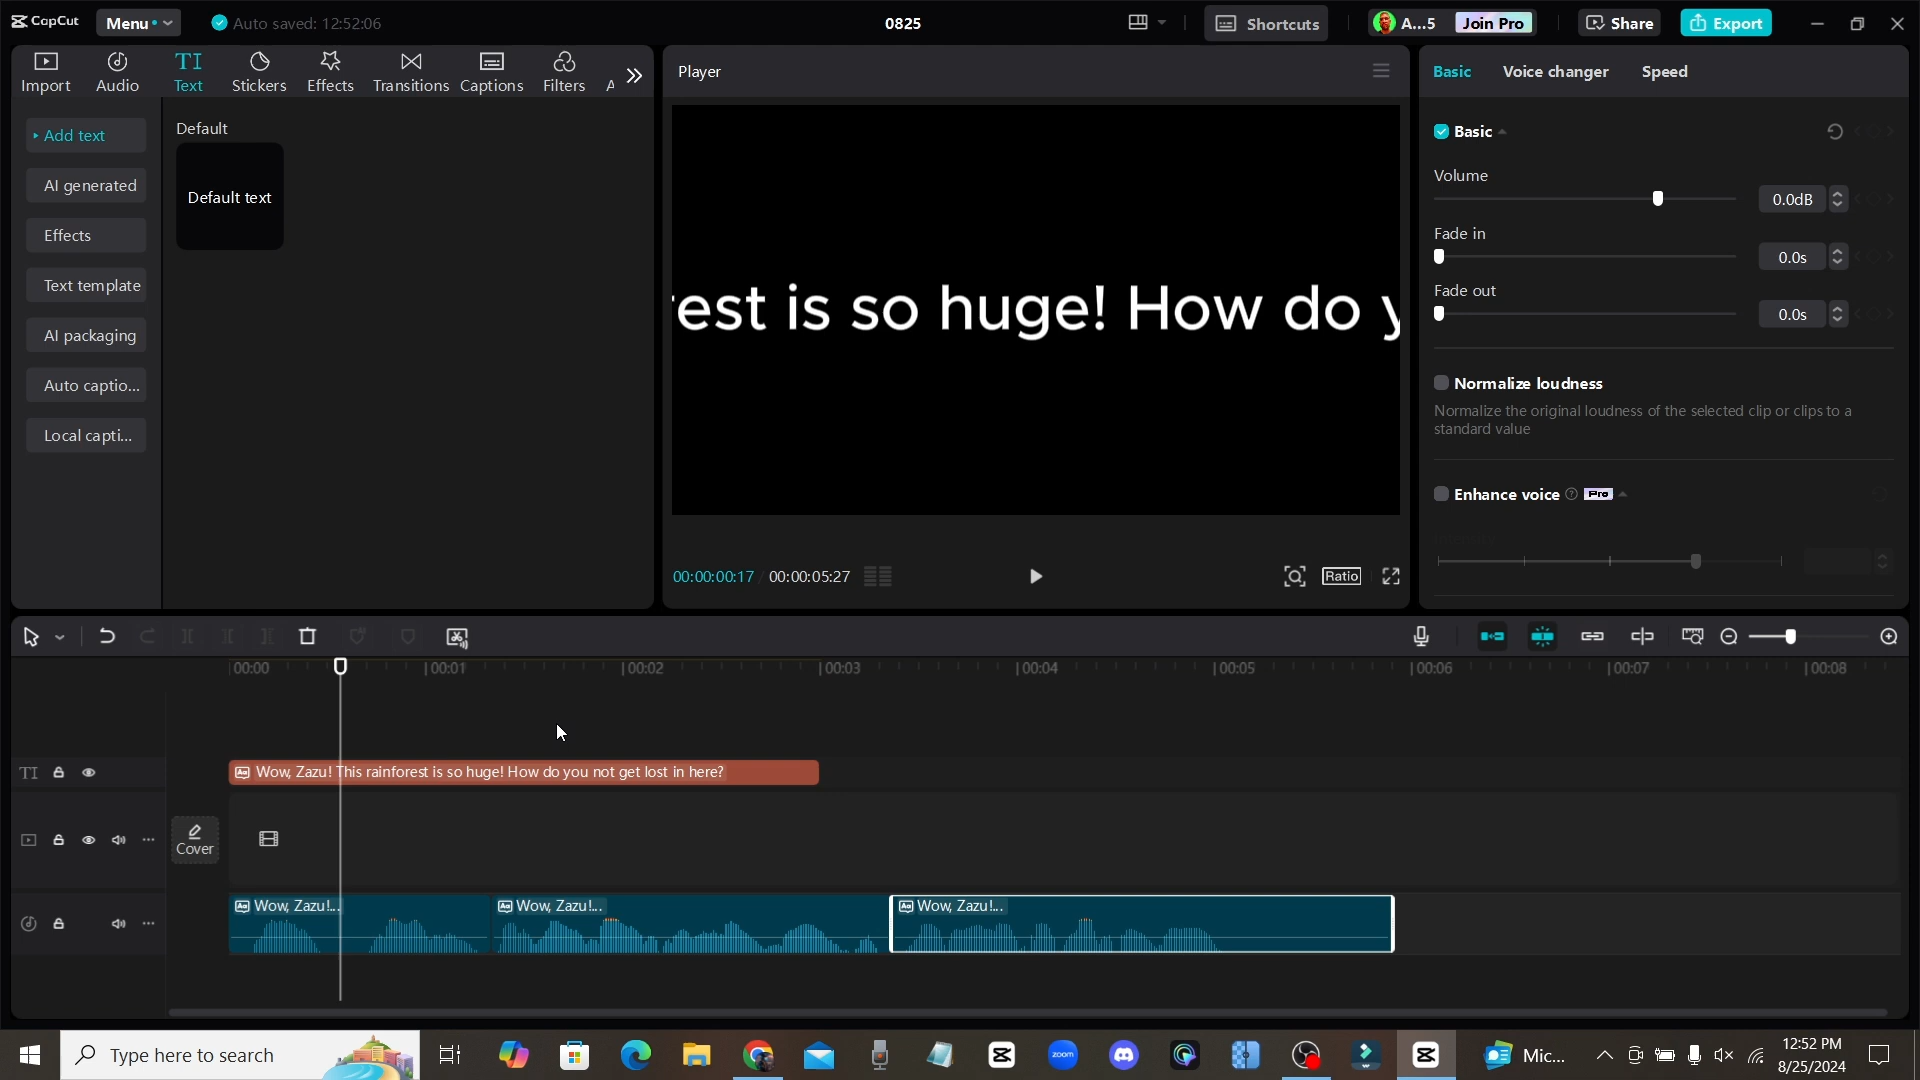 CapCut
Menu
Auto saved: 12:52:06
0825
Shortcuts
A...5
Join Pro
Share
Export
Import
Audio
TI
Text
Stickers
Effects
Transitions
Captions
Filters
A
Add text
AI generated
Effects
Text template
AI packaging
Auto captio...
Local capti...
Default
Default text
Player
est is so huge! How do y
00:00:00:17
00:00:05:27
Ratio
Basic
Voice changer
Speed
Basic
Volume
0.0dB
Fade in
0.0s
Fade out
0.0s
Normalize loudness
Normalize the original loudness of the selected clip or clips to a
standard value
Enhance voice
Pro
00:00
00:01
00:02
00:03
00:04
00:05
00:06
00:07
00:08
TI
Wow, Zazu! This rainforest is so huge! How do you not get lost in here?
Cover
Wow, Zazu!...
Wow, Zazu!...
Wow, Zazu!...
Type here to search
zoom
Mic...
12:52 PM
8/25/2024